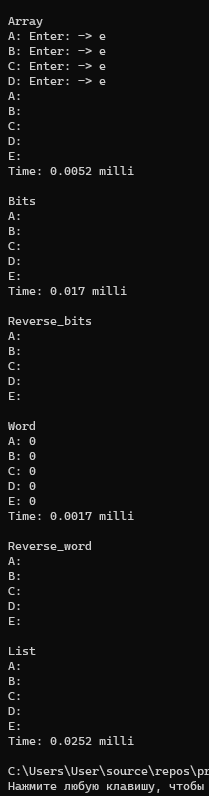 Array
A: Enter: -> e
B: Enter: -> e
C: Enter: -> e
D: Enter: -> e
A:
B:
C:
D:
E:
Time: 0.0052 milli
Bits
A:
B:
C:
D:
E:
Time: 0.017 milli
Reverse_bits
A:
B:
C:
D:
E:
Word
A: 0
B: 0
C: 0
D: 0
E: 0
Time: 0.0017 milli
Reverse_word
A:
B:
C:
D:
E:
List
A:
B:
C:
D:
E:
Time: 0.0252 milli
C:\Users\User\source\repos\pr
Нажмите любую клавишу, чтобы